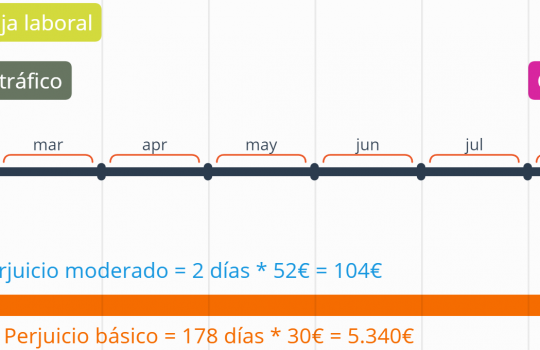 ja laboral
tráfico
mar apr may jun jul
rjuicio moderado = 2 días * 52€ = 104€
Perjuicio básico = 178 días * 30€ = 5.340€